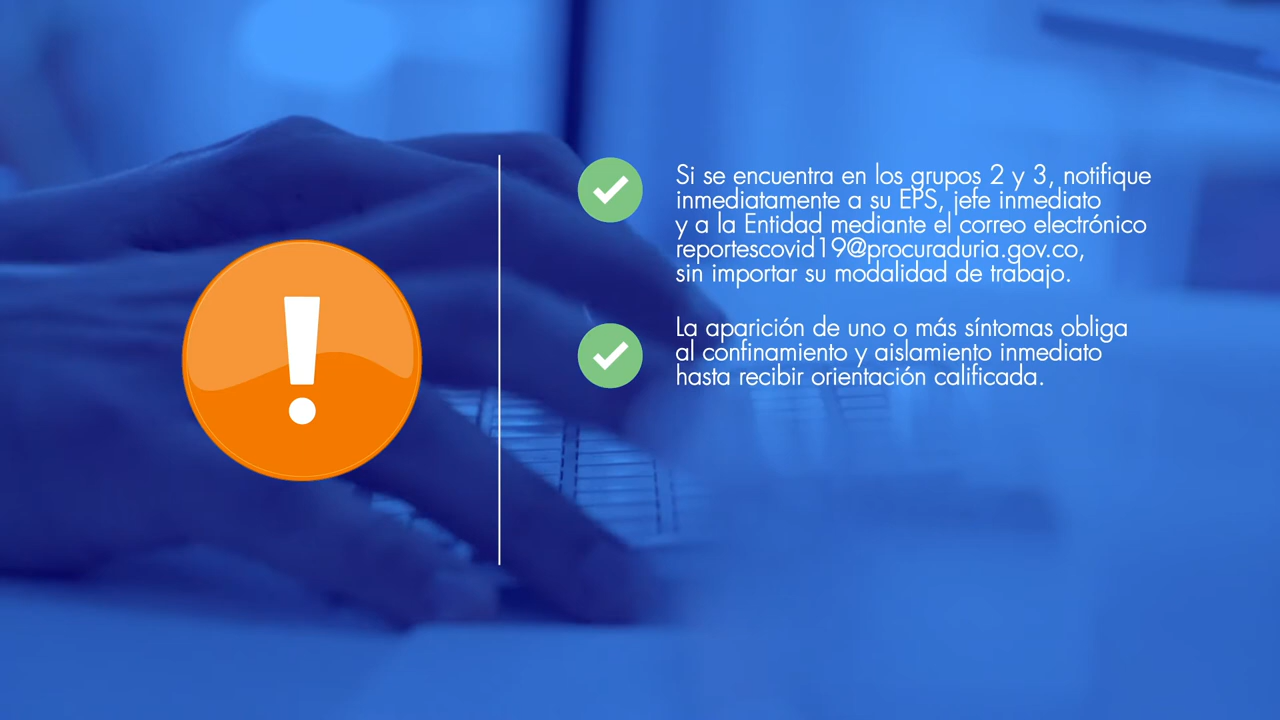 Si se encuentra en los grupos 2 y 3, notifique
inmediatamente a su EPS, jefe inmediato
y a la Entidad mediante el correo electrónico
reportescovid19@procuraduria.gov.co,
sin importar su modalidad de trabajo.
La aparición de uno o más síntomas obliga
al confinamiento y aislamiento inmediato
hasta recibir orientación calificada.